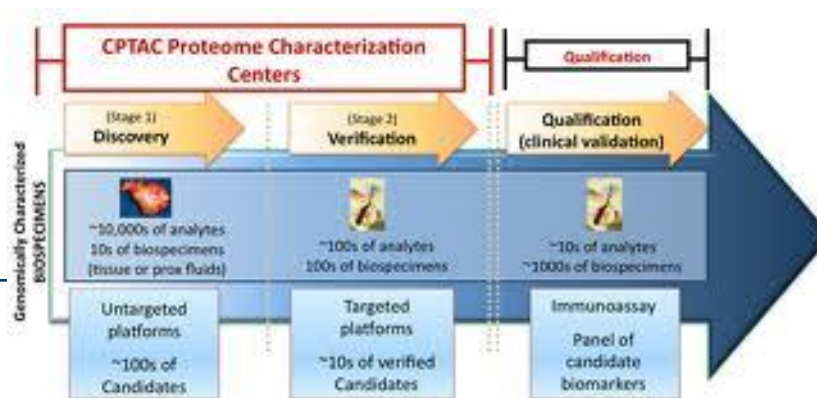 CPTAC Proteome Characterization
Centers
Qualification
(Stage 1)
Discovery
(Stage 2)
Verification
Qualification
(clinical validation)
Genomically Characterized
BIOSPECIMENS
~10,000s of analytes
10s of biospecimens
(tissue or prox fluids)
~100s of analytes
100s of biospecimens
~10s of analytes
~1000s of biospecimens
Untargeted
platforms
~100s of
Candidates
Targeted
platforms
~10s of verified
Candidates
Immunoassay
Panel of
candidate
biomarkers